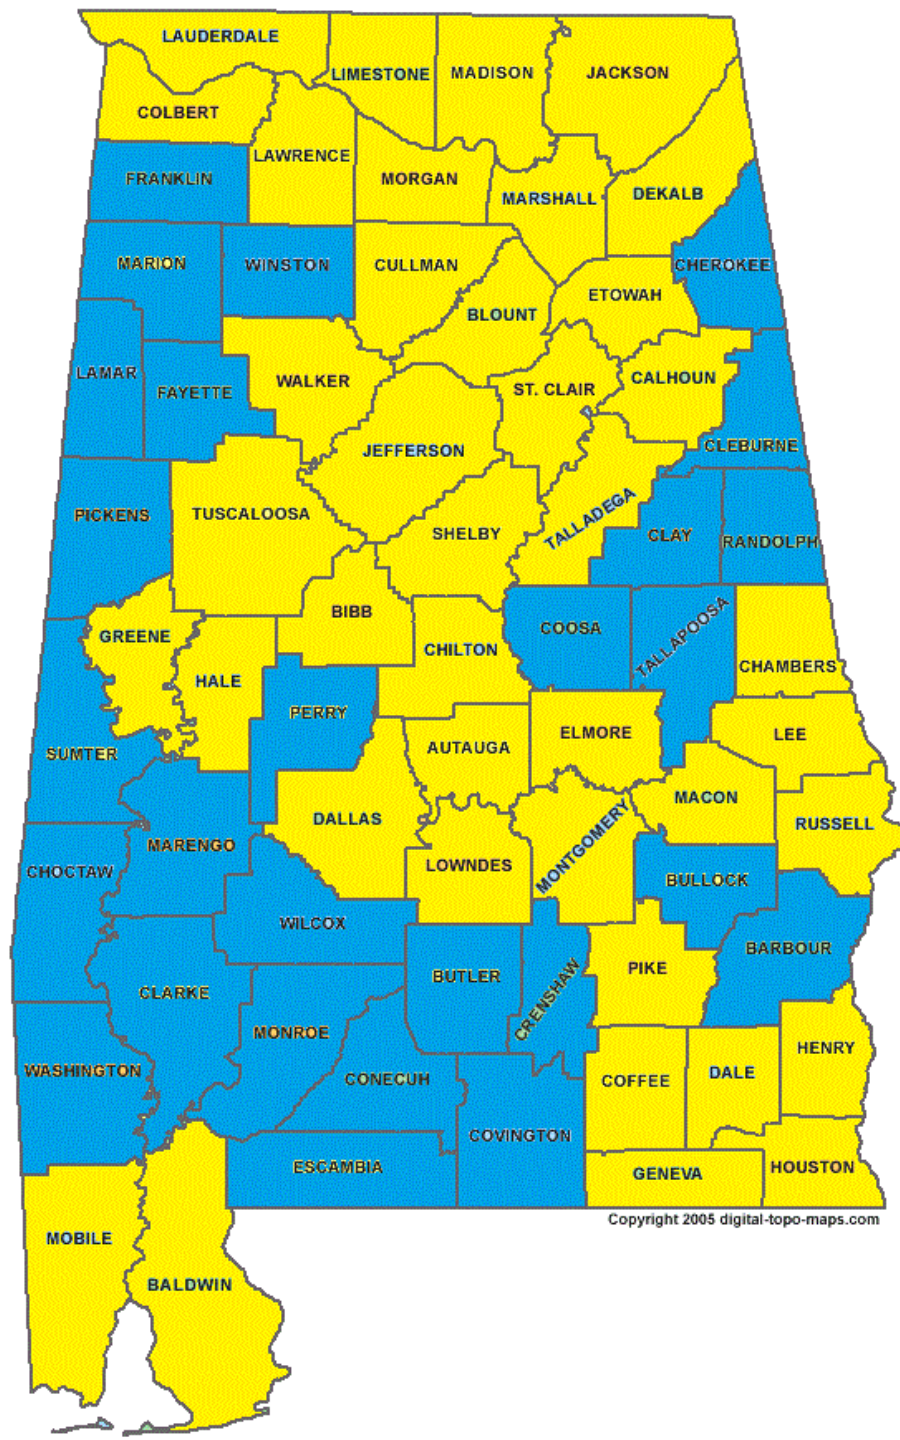 LAUDERDALE
LIMESTONE
MADISON
JACKSON
COLBERT
LAWRENCE
FRANKLIN
MORGAN
MARSHALL
DEKALB
MARION
WINSTON
CULLMAN
CHEROKEE
ETOWAH
BLOUNT
LAMAR
FAYETTE
WALKER
ST. CLAIR
CALHOUN
JEFFERSON
CLEBURNE
PICKENS
TUSCALOOSA
SHELBY
TALLADEGA
CLAY
RANDOLPH
BIBB
GREENE
COOSA
TALLAPOOSA
CHILTON
CHAMBERS
HALE
PERRY
SUMTER
AUTAUGA
ELMORE
LEE
MACON
DALLAS
RUSSELL
MARENGO
CHOCTAW
LOWNDES
MONTGOMERY
BULLOCK
WILCOX
BARBOUR
CLARKE
BUTLER
CRENSHAW
PIKE
MONROE
HENRY
WASHINGTON
CONECUH
COFFEE
DALE
COVINGTON
ESCAMBIA
GENEVA
HOUSTON
Copyright 2005 digital-topo-maps.com
MOBILE
BALDWIN